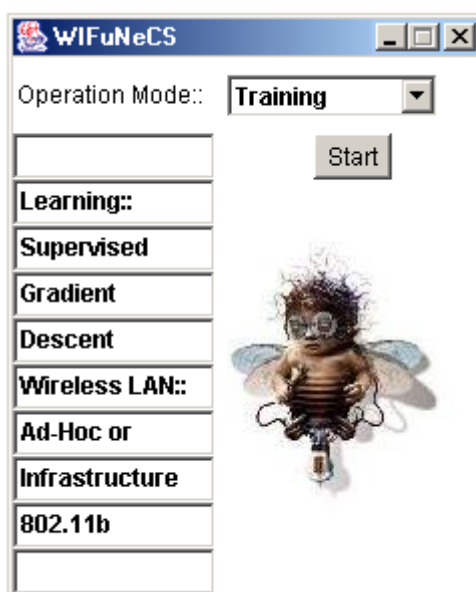 WIFuNeCS
Operation Mode:: Training
Start
Learning::
Supervised
Gradient
Descent
Wireless LAN::
Ad-Hoc or
Infrastructure
802.11b